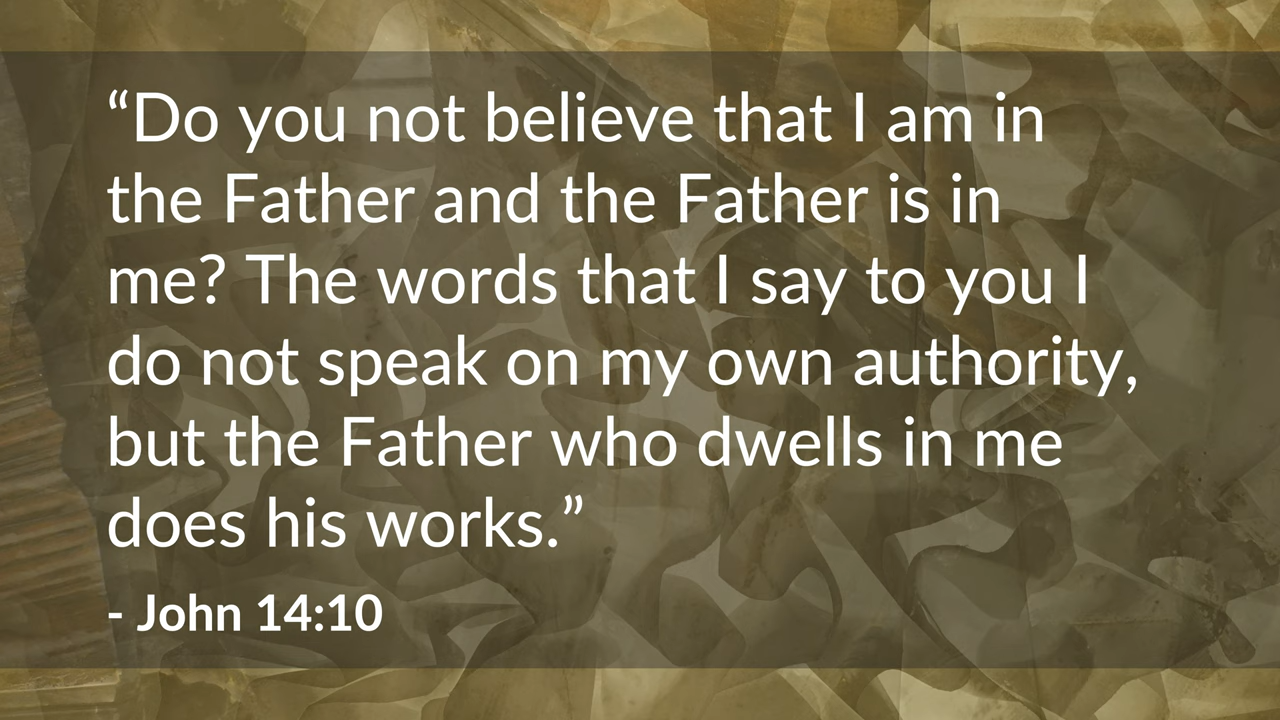 “Do you not believe that I am in
the Father and the Father is in
me? The words that I say to you I
do not speak on my own authority,
but the Father who dwells in me
does his works.”
- John 14:10